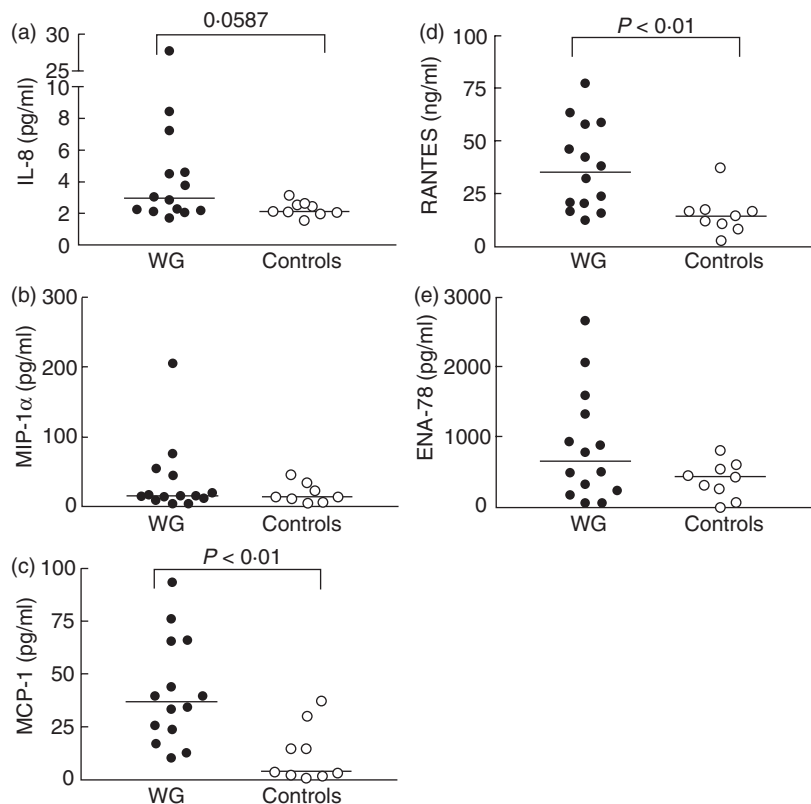 (a)
0·0587
30
25
10
8
6
4
2
0
IL-8 (pg/ml)
WG Controls
(b)
300
200
100
0
MIP-1α (pg/ml)
WG Controls
(c)
P < 0·01
100
75
50
25
0
MCP-1 (pg/ml)
WG Controls
(d)
P < 0·01
100
75
50
25
0
RANTES (ng/ml)
WG Controls
(e)
3000
2000
1000
0
ENA-78 (pg/ml)
WG Controls